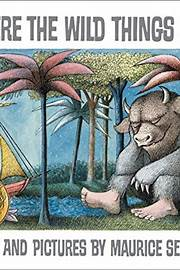 RE THE WILD THINGS
AND PICTURES BY MAURICE SE